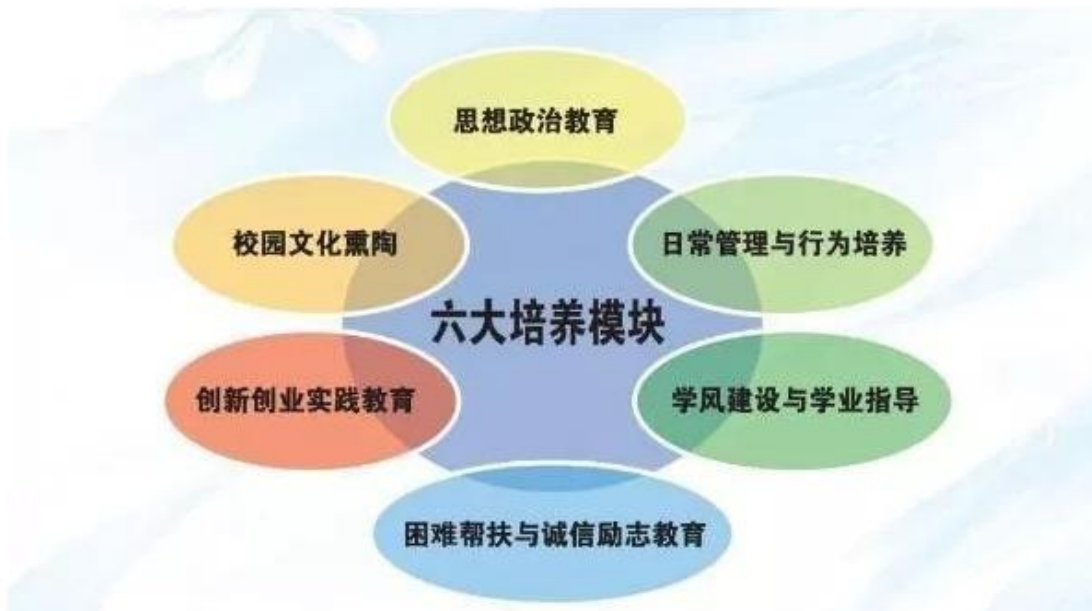 思想政治教育
校园文化熏陶
日常管理与行为培养
六大培养模块
创新创业实践教育
学风建设与学业指导
困难帮扶与诚信励志教育